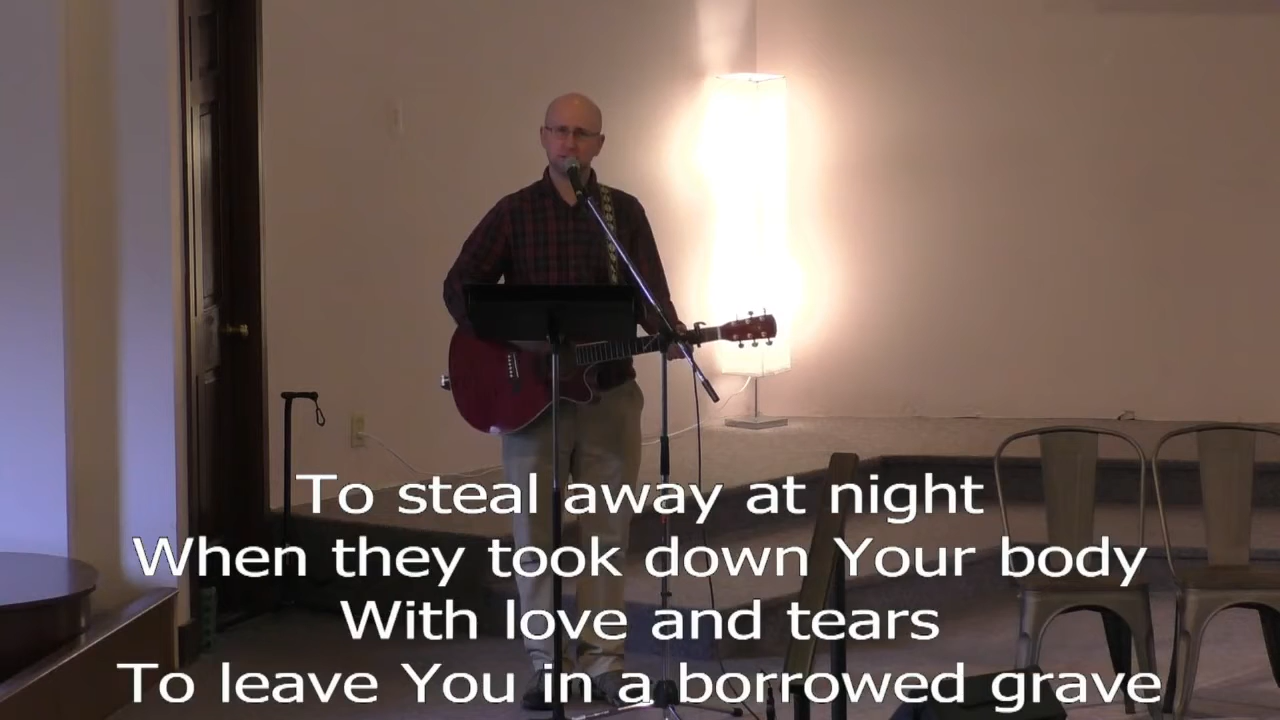 To steal away at night
When they took down Your body
With love and tears
To leave You in a borrowed grave